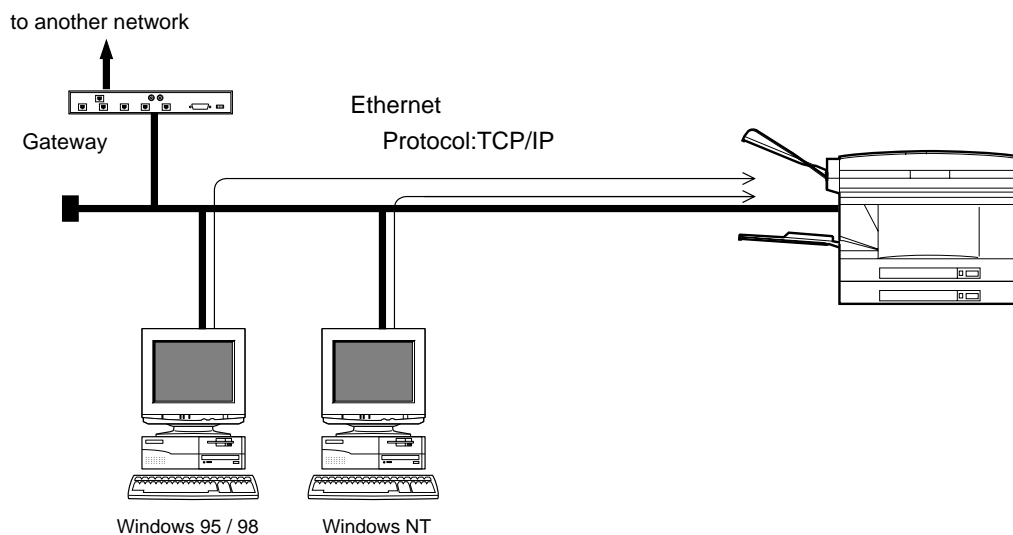 to another network
Ethernet
Gateway
Protocol:TCP/IP
Windows 95 / 98
Windows NT